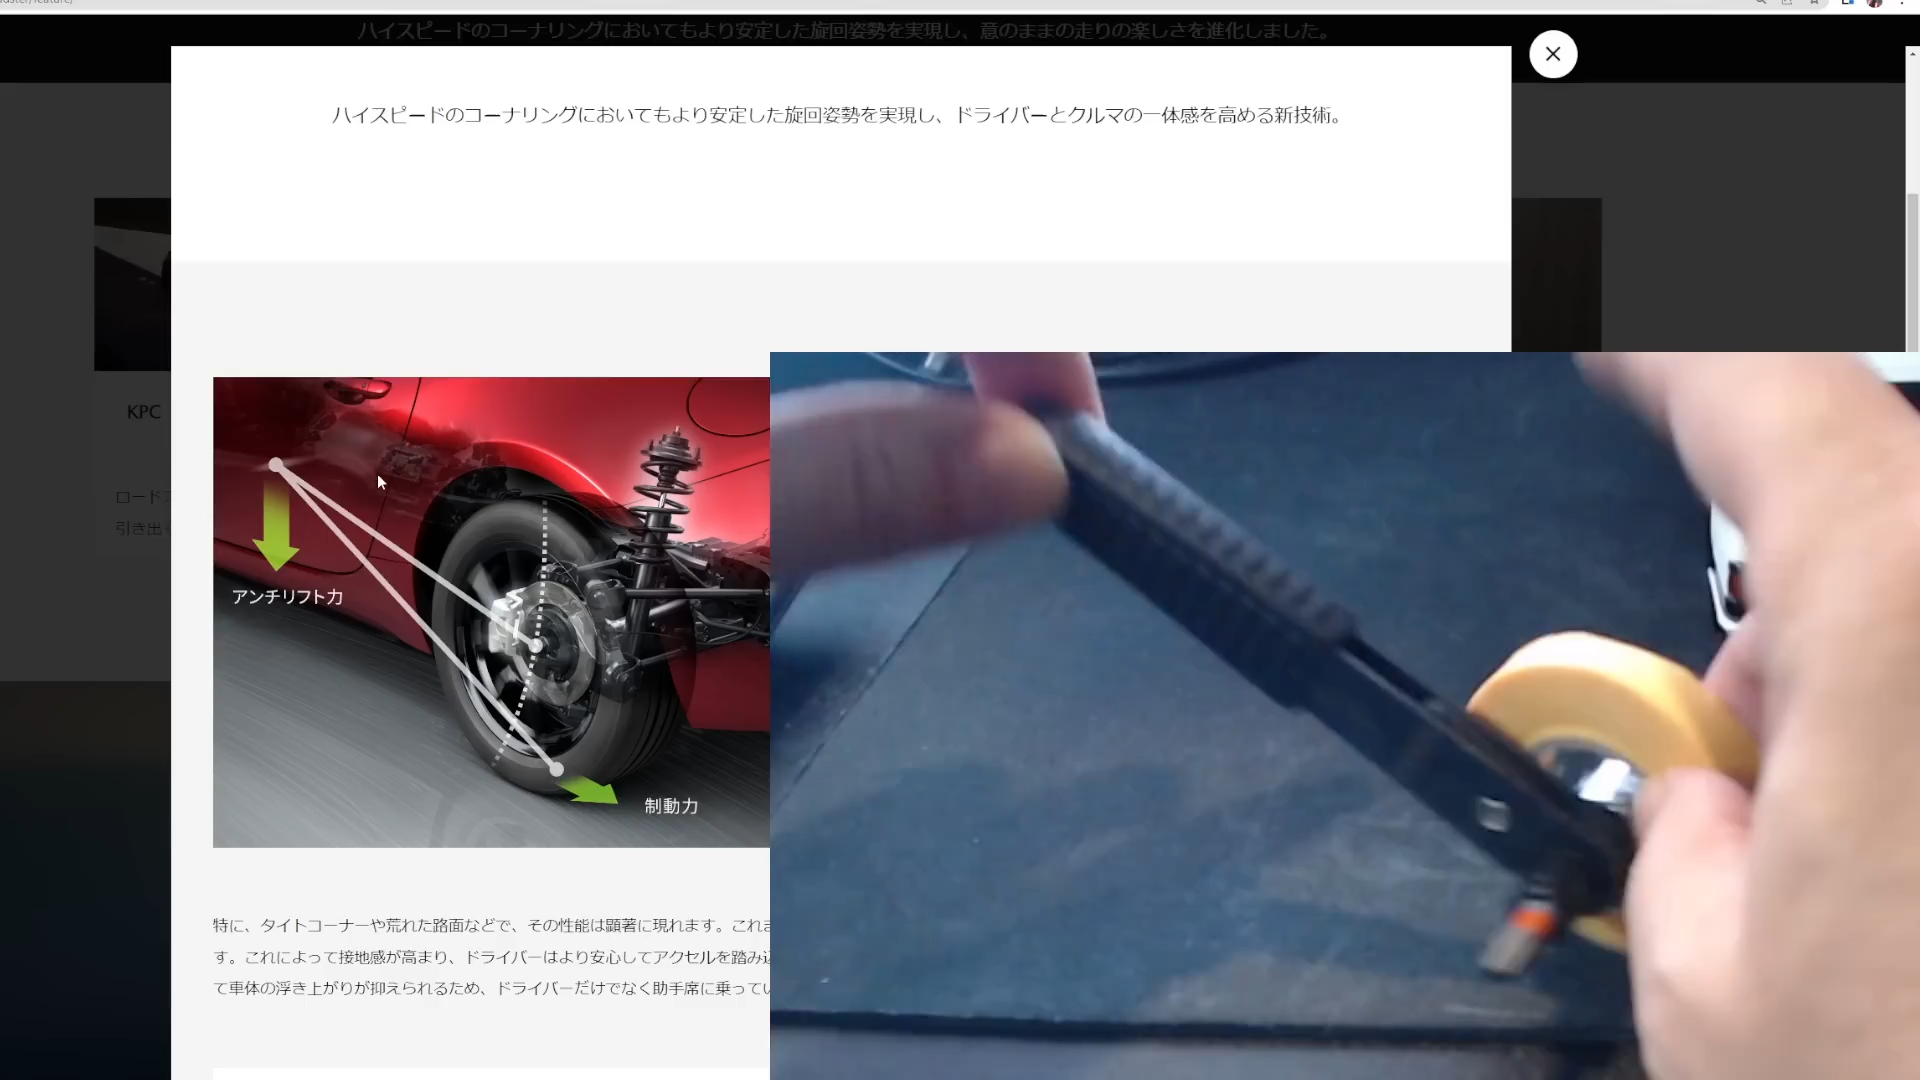 ハイスピードのコーナリングにおいてもより安定した旋回姿勢を実現し、意のままの走りの楽しさを進化しました。
ハイスピードのコーナリングにおいてもより安定した旋回姿勢を実現し、ドライバーとクルマの一体感を高める新技術。
KPC
ロード
引き出
アンチリフト力
制動力
特に、タイトコーナーや荒れた路面などで、その性能は顕著に現れます。これま
す。これによって接地感が高まり、ドライバーはより安心してアクセルを踏み込
て車体の浮き上がりが抑えられるため、ドライバーだけでなく助手席に乗ってい